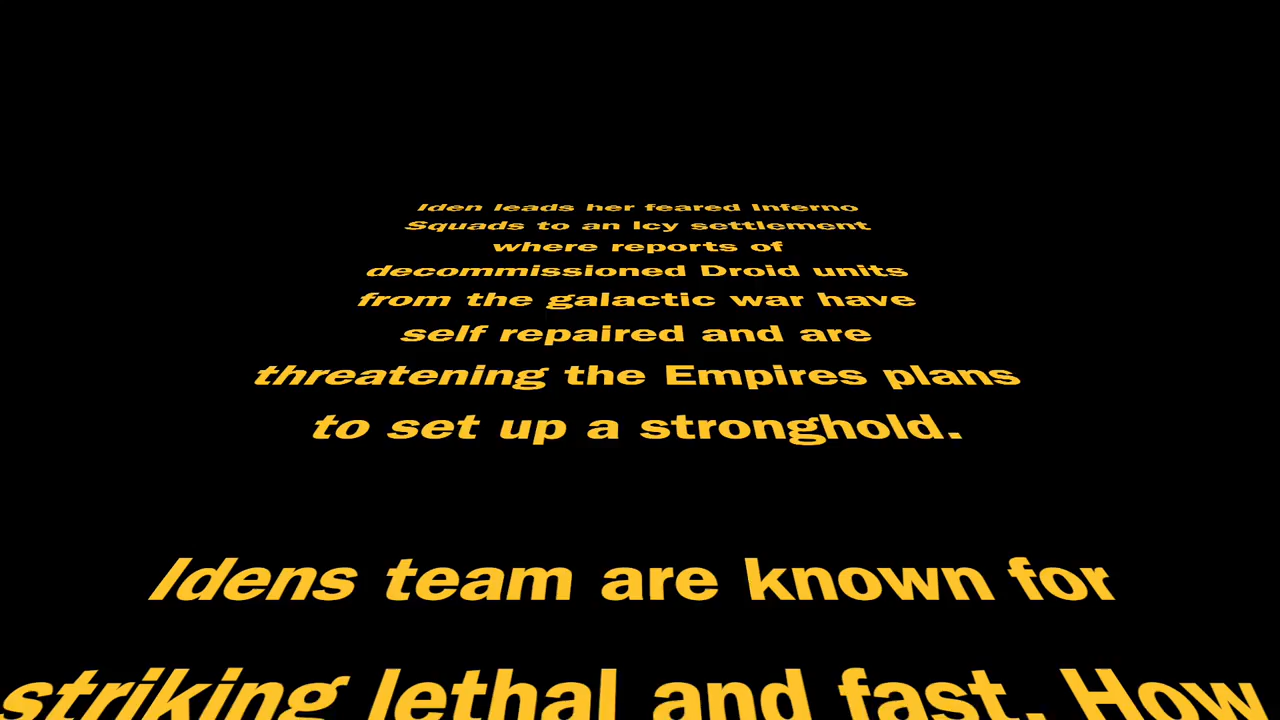 Iden leads her feared Inferno
Squads to an Icy settlement
where reports of
decommissioned Droid units
from the galactic war have
self repaired and are
threatening the Empires plans
to set up a stronghold.
Idens team are known for
striking lethal and fast. How